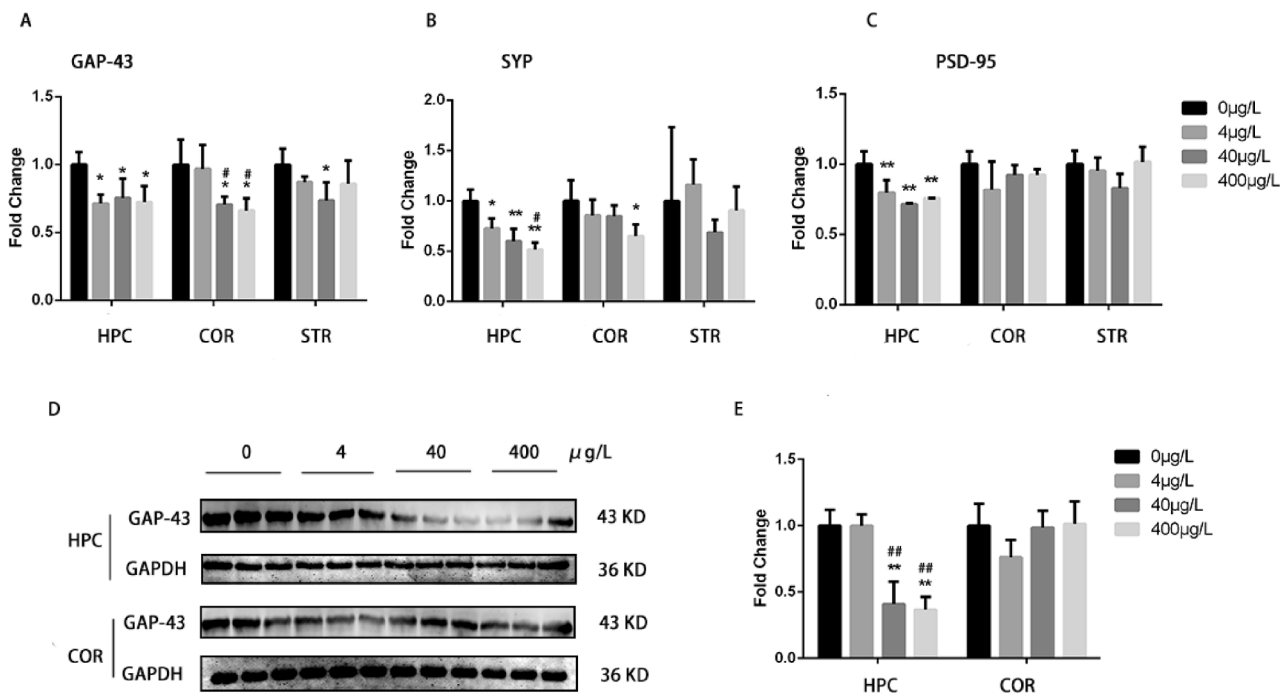 A
B
C
GAP-43
SYP
PSD-95
1.5
1.0
0.5
0.0
Fold Change
* * *
# #
* *
*
HPC COR STR
2.0
1.5
1.0
0.5
0.0
Fold Change
* ** #
**
*
HPC COR STR
1.5
1.0
0.5
0.0
Fold Change
** ** **
HPC COR STR
0μg/L
4μg/L
40μg/L
400μg/L
D
0 4 40 400 μg/L
HPC
GAP-43 43 KD
GAPDH 36 KD
COR
GAP-43 43 KD
GAPDH 36 KD
E
1.5
1.0
0.5
0.0
Fold Change
## ##
** **
HPC COR
0μg/L
4μg/L
40μg/L
400μg/L